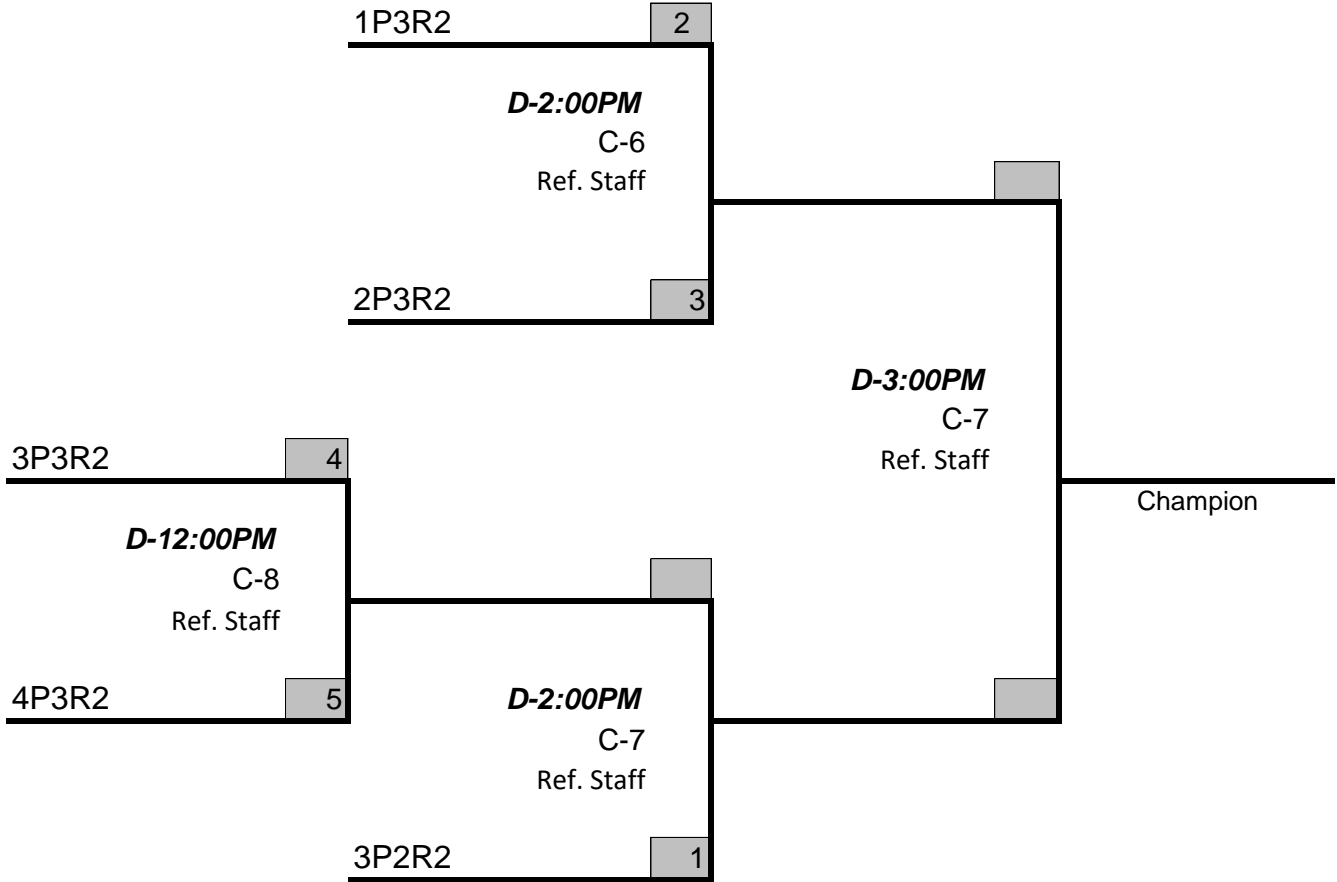 1P3R2 2
D-2:00PM
C-6
Ref. Staff
2P3R2 3
D-3:00PM
C-7
Ref. Staff
3P3R2 4
Champion
D-12:00PM
C-8
Ref. Staff
4P3R2 5
D-2:00PM
C-7
Ref. Staff
3P2R2 1